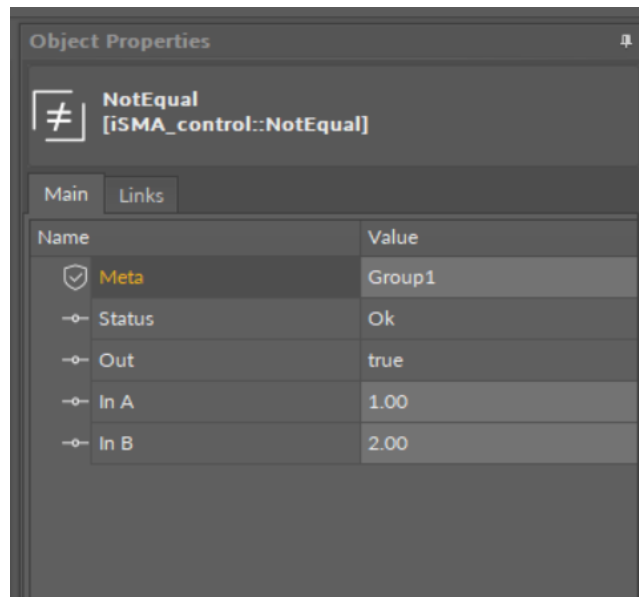 Object Properties
NotEqual
[iSMA_control::NotEqual]
Main Links
Name Value
Meta Group1
Status Ok
Out true
In A 1.00
In B 2.00